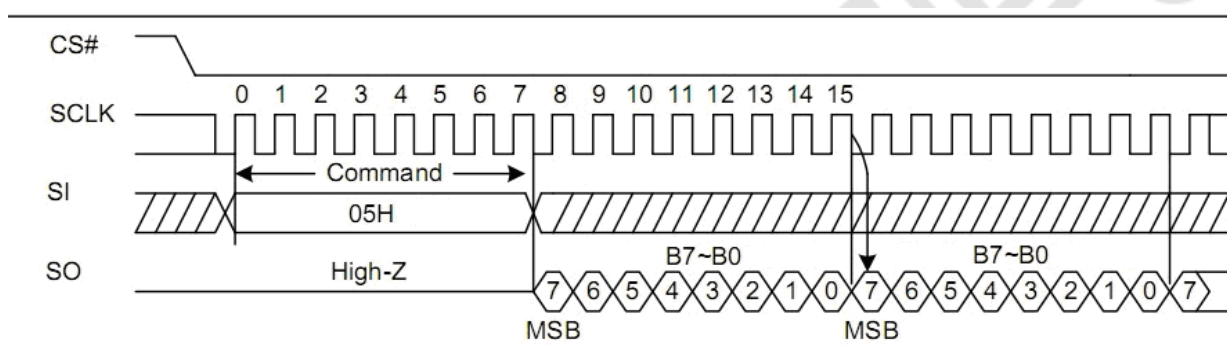 CS#
0 1 2 3 4 5 6 7 8 9 10 11 12 13 14 15
SCLK
Command
SI
05H
B7~B0 B7~B0
SO High-Z
7 6 5 4 3 2 1 0 7 6 5 4 3 2 1 0 7
MSB MSB